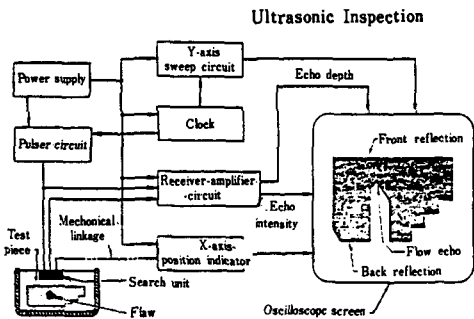 Ultrasonic Inspection
Y-axis
sweep circuit
Power supply
Echo depth
Clock
Pulser circuit
Front reflection
Receiver-amplifier-
-circuit
Echo
intensity
Mechanical
linkage
Test
piece
X-axis-
position indicator
Flow echo
Search unit
Back reflection
Flaw
Oscilloscope screen